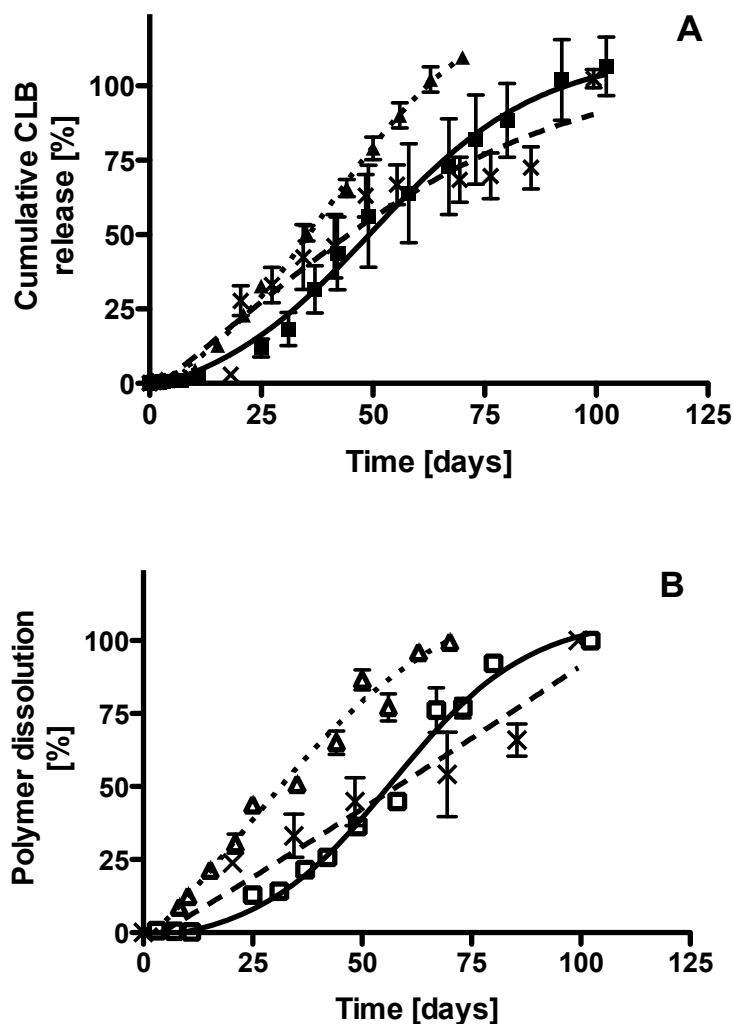 A
Cumulative CLB
release [%]
100
75
50
25
0
0 25 50 75 100 125
Time [days]
B
Polymer dissolution
[%]
100
75
50
25
0
0 25 50 75 100 125
Time [days]